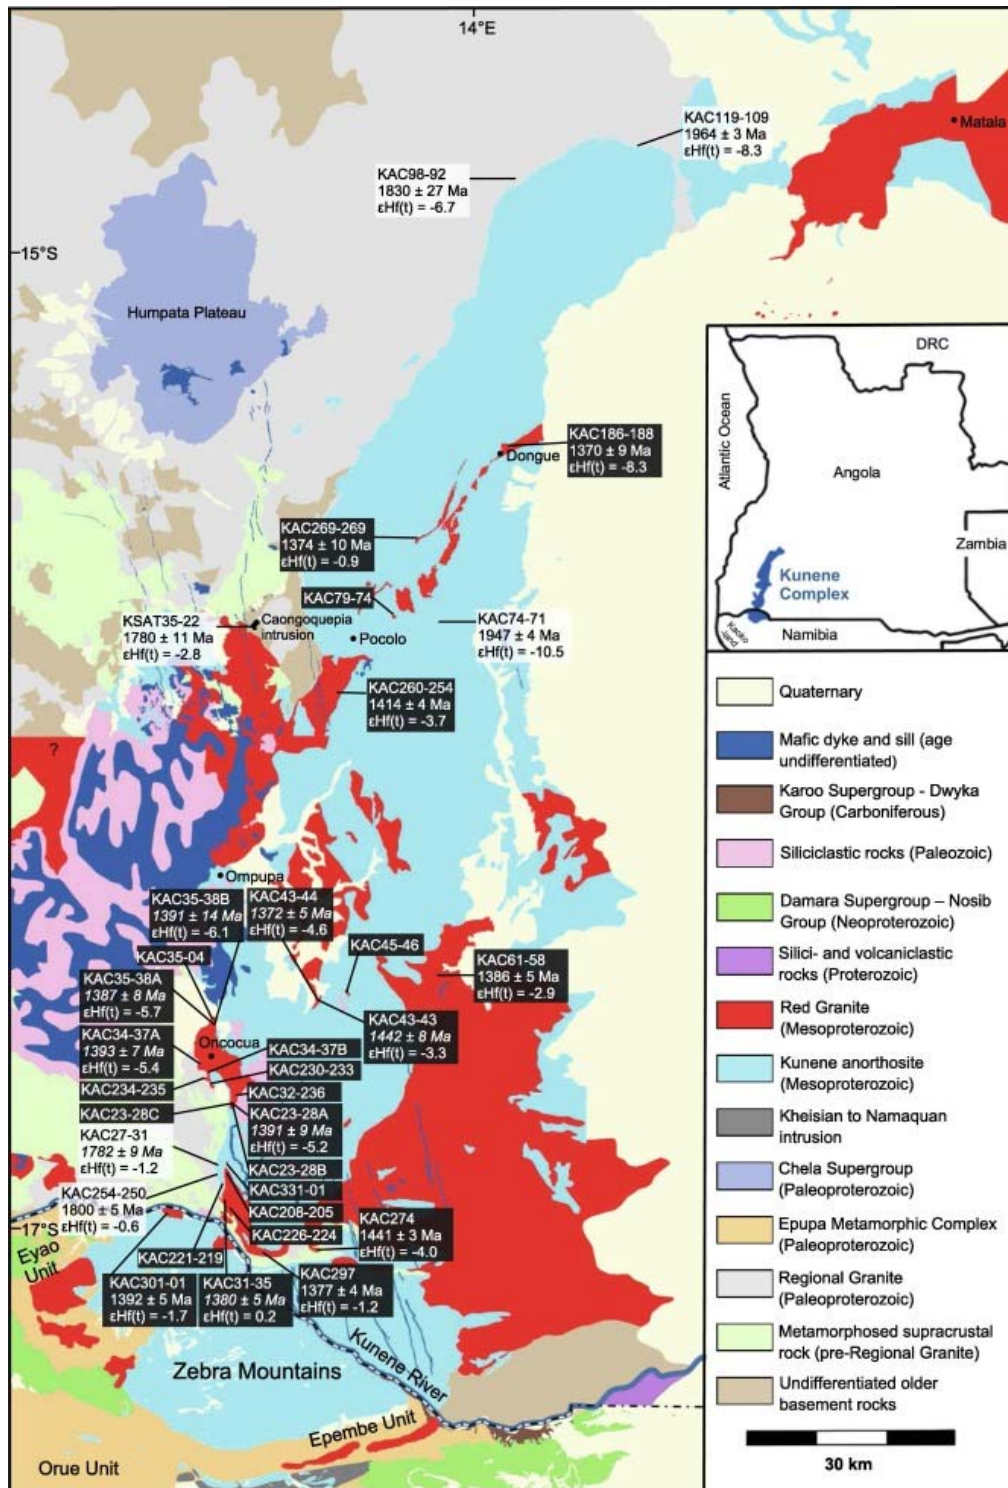 14°E
KAC119-109
1964 ± 3 Ma
εHf(t) = -8.3
Matala
KAC98-92
1830 ± 27 Ma
εHf(t) = -6.7
15°S
Humpata Plateau
KAC186-188
1370 ± 9 Ma
εHf(t) = -8.3
Dongue
KAC269-269
1374 ± 10 Ma
εHf(t) = -0.9
KAC79-74
KSAT35-22
1780 ± 11 Ma
εHf(t) = -2.8
Caongoquepia
intrusion
Pocolo
KAC74-71
1947 ± 4 Ma
εHf(t) = -10.5
KAC260-254
1414 ± 4 Ma
εHf(t) = -3.7
?
Ompupa
KAC35-38B
1391 ± 14 Ma
εHf(t) = -6.1
KAC43-44
1372 ± 5 Ma
εHf(t) = -4.6
KAC35-04
KAC45-46
KAC61-58
1386 ± 5 Ma
εHf(t) = -2.9
KAC35-38A
1387 ± 8 Ma
εHf(t) = -5.7
KAC43-43
1442 ± 8 Ma
εHf(t) = -3.3
KAC34-37A
1393 ± 7 Ma
εHf(t) = -5.4
Oncocua
KAC34-37B
KAC230-233
KAC234-235
KAC32-236
KAC23-28C
KAC23-28A
1391 ± 9 Ma
εHf(t) = -5.2
KAC27-31
1782 ± 9 Ma
εHf(t) = -1.2
KAC23-28B
KAC331-01
KAC208-205
KAC254-250
1800 ± 5 Ma
εHf(t) = -0.6
KAC226-224
KAC274
1441 ± 3 Ma
εHf(t) = -4.0
17°S
Eyao
Unit
KAC221-219
KAC301-01
1392 ± 5 Ma
εHf(t) = -1.7
KAC31-35
1380 ± 5 Ma
εHf(t) = 0.2
KAC297
1377 ± 4 Ma
εHf(t) = -1.2
Zebra Mountains
Kunene River
Epembe Unit
Orue Unit
DRC
Atlantic Ocean
Angola
Zambia
Kunene
Complex
Kaoko
-land
Namibia
Quaternary
Mafic dyke and sill (age
undifferentiated)
Karoo Supergroup - Dwyka
Group (Carboniferous)
Siliciclastic rocks (Paleozoic)
Damara Supergroup – Nosib
Group (Neoproterozoic)
Silici- and volcaniclastic
rocks (Proterozoic)
Red Granite
(Mesoproterozoic)
Kunene anorthosite
(Mesoproterozoic)
Kheisian to Namaquan
intrusion
Chela Supergroup
(Paleoproterozoic)
Epupa Metamorphic Complex
(Paleoproterozoic)
Regional Granite
(Paleoproterozoic)
Metamorphosed supracrustal
rock (pre-Regional Granite)
Undifferentiated older
basement rocks
30 km